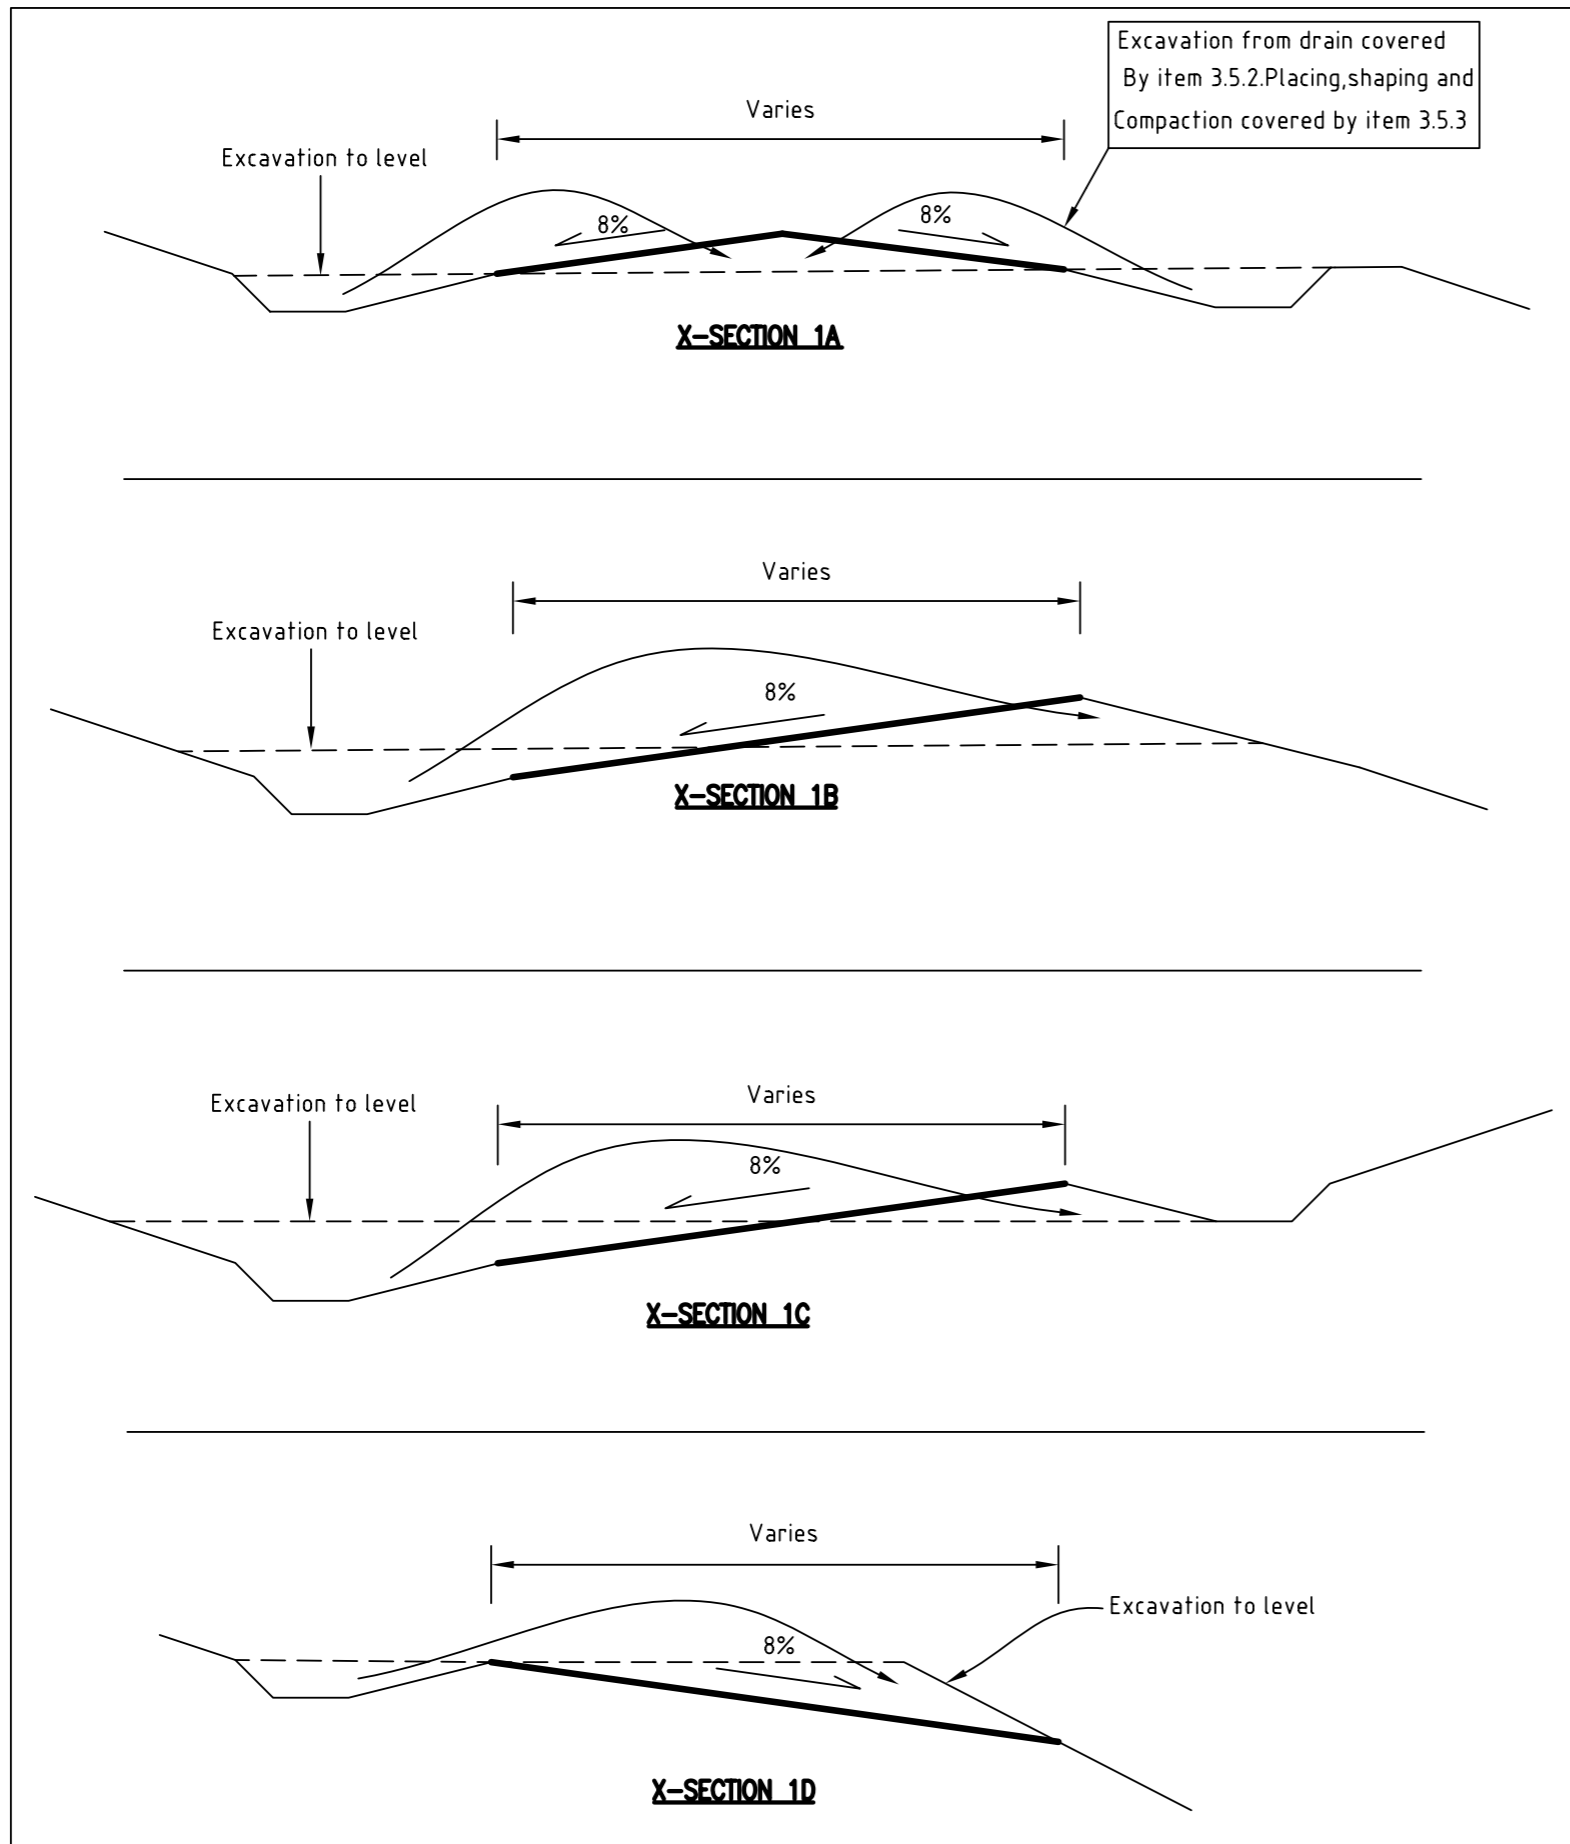 Excavation from drain covered
By item 3.5.2.Placing,shaping and
Compaction covered by item 3.5.3
Varies
Excavation to level
8%
8%
X-SECTION 1A
Varies
Excavation to level
8%
X-SECTION 1B
Varies
Excavation to level
8%
X-SECTION 1C
Varies
Excavation to level
8%
X-SECTION 1D